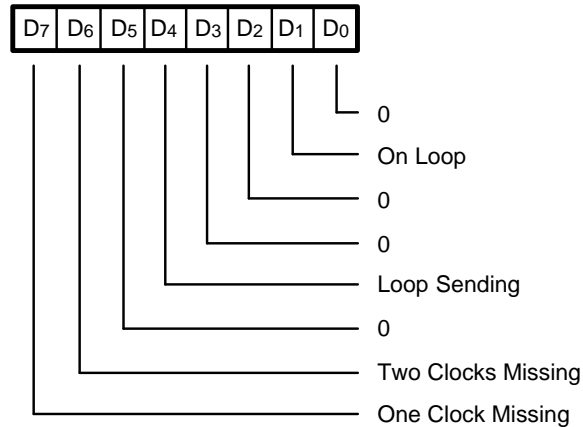 D7 D6 D5 D4 D3 D2 D1 D0
0
On Loop
0
0
Loop Sending
0
Two Clocks Missing
One Clock Missing